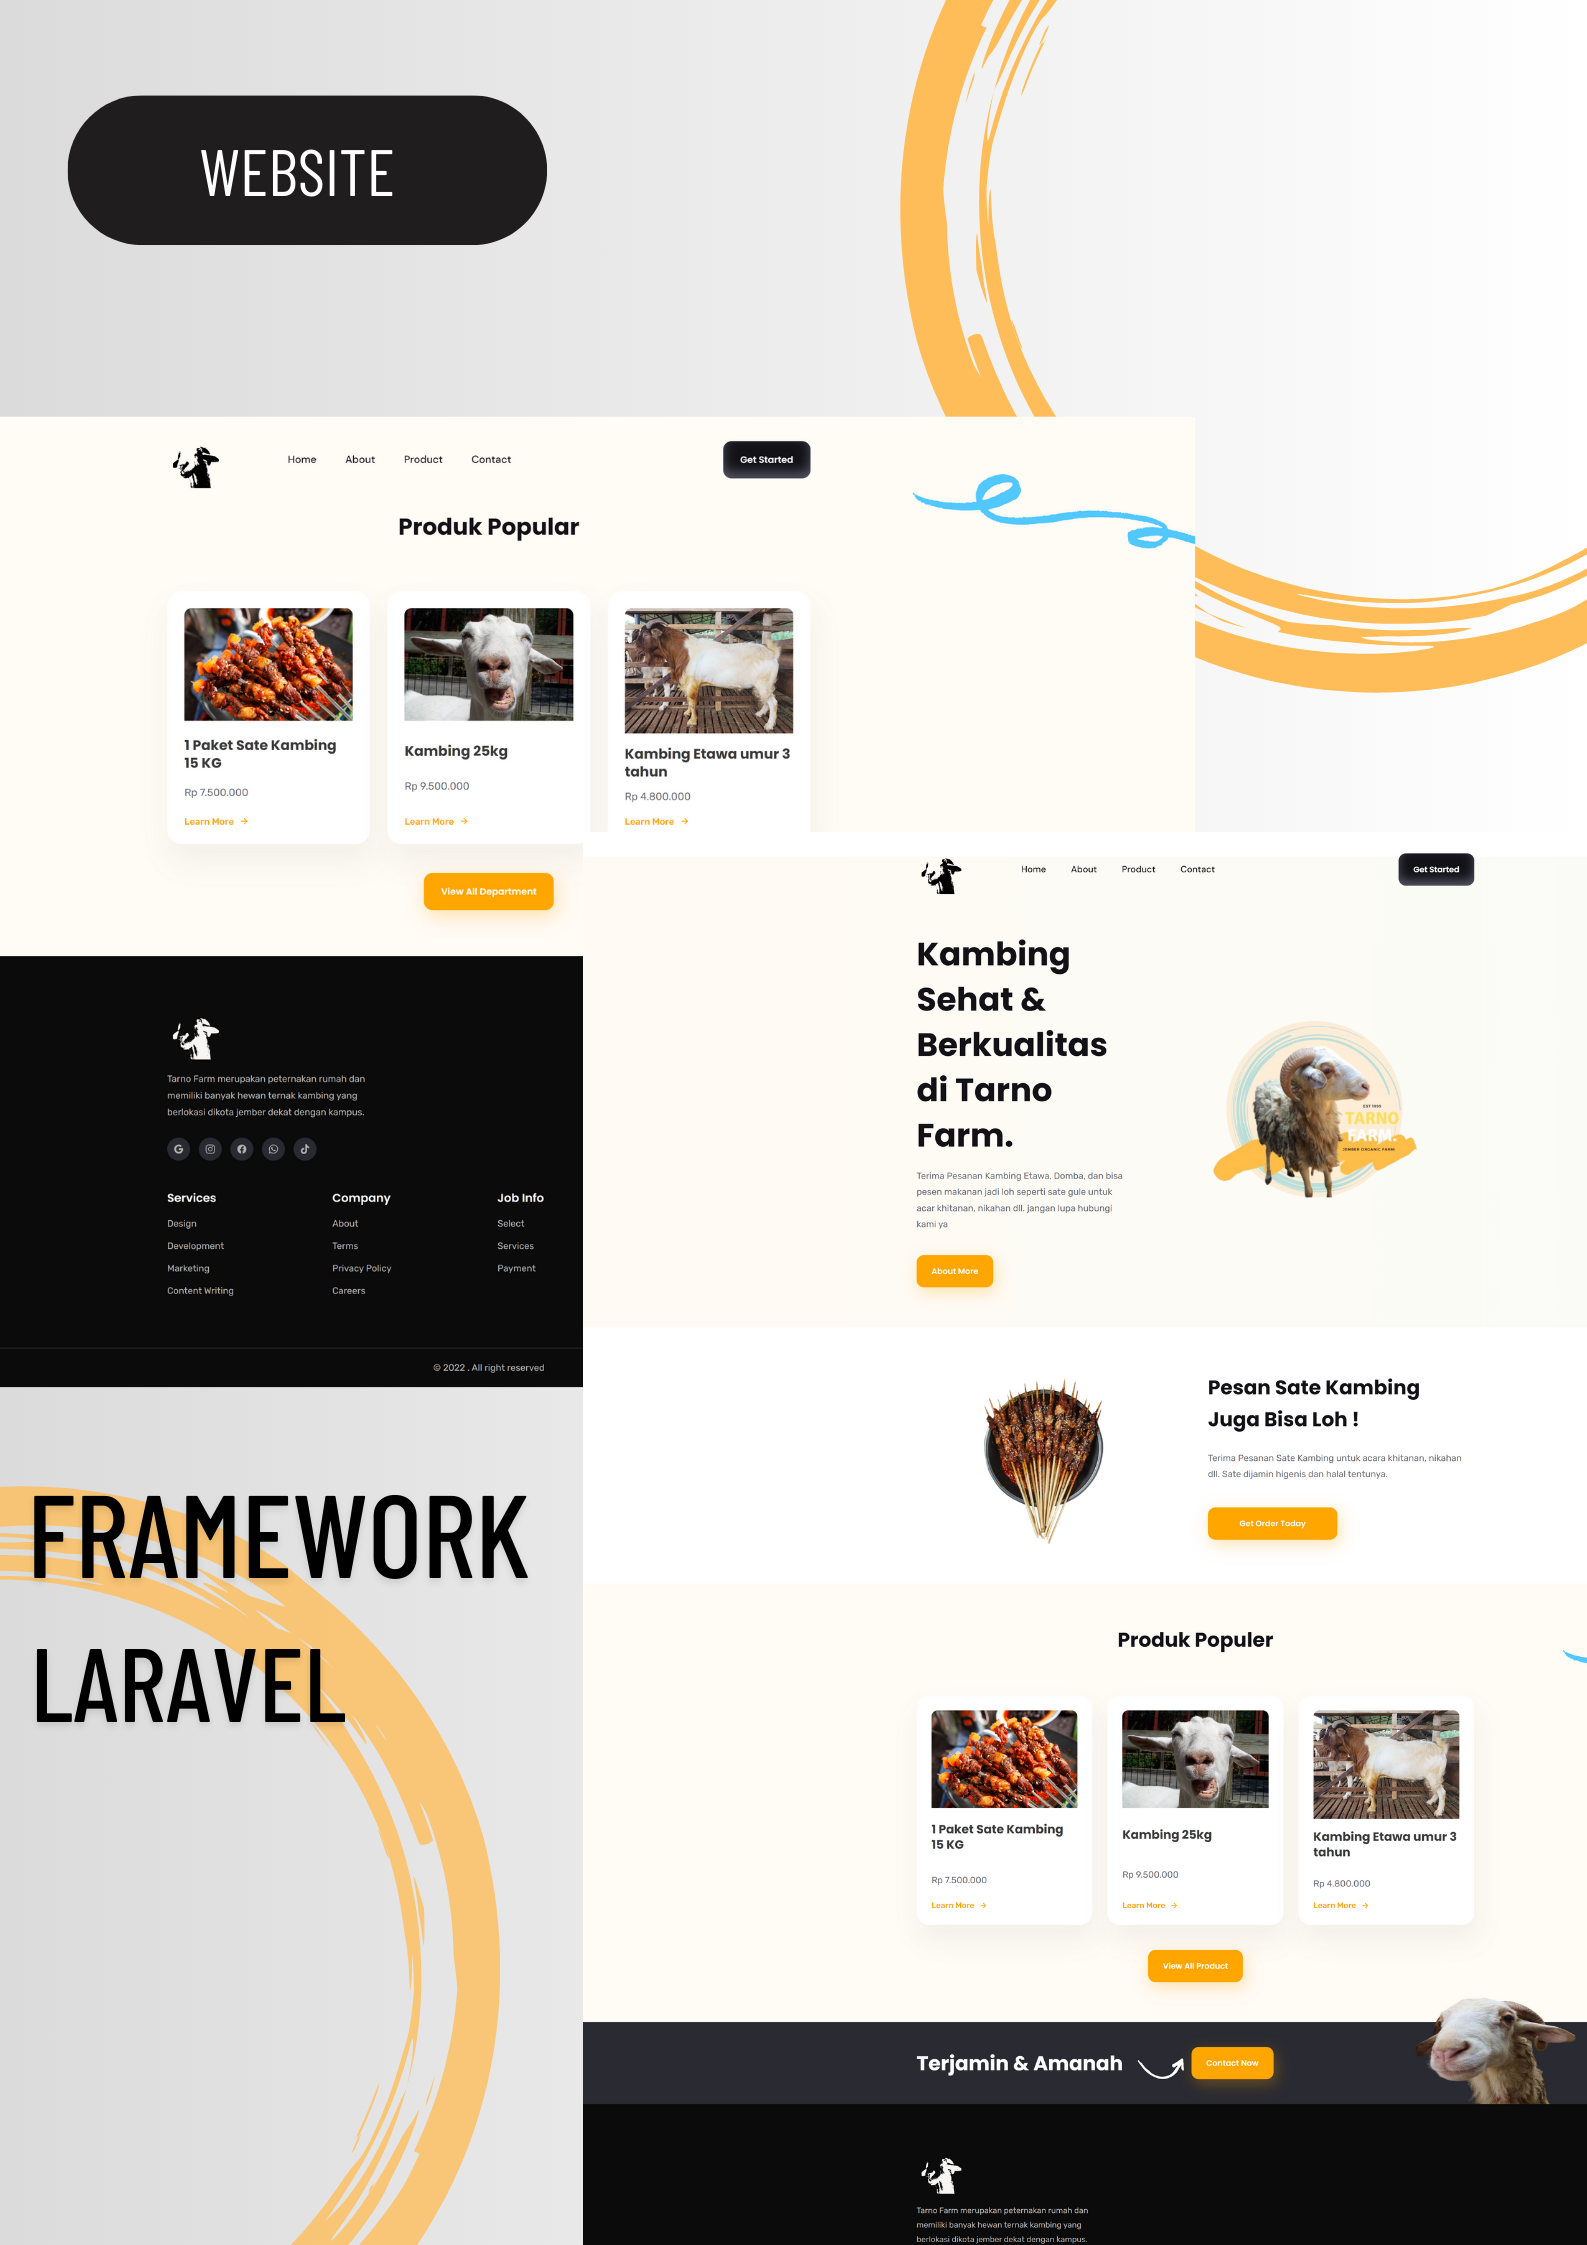 WEBSITE
Home About Product Contact Get Started
Produk Popular
1 Paket Sate Kambing
15 KG
Rp 7.500.000
Learn More
Kambing 25kg
Rp 9.500.000
Learn More
Kambing Etawa umur 3
tahun
Rp 4.800.000
Learn More
View All Department
Tarno Farm merupakan peternakan rumah dan
memiliki banyak hewan ternak kambing yang
berlokasi dikota jember dekat dengan kampus.
Services
Design
Development
Marketing
Content Writing
Company
About
Terms
Privacy Policy
Careers
Job Info
Select
Services
Payment
© 2022 . All right reserved
FRAMEWORK
LARAVEL
Home About Product Contact Get Started
Kambing
Sehat &
Berkualitas
di Tarno
Farm.
Terima Pesanan Kambing Etawa, Domba, dan bisa
pesen makanan jadi loh seperti sate gule untuk
acar khitanan, nikahan dll. jangan lupa hubungi
kami ya
About More
EST 1990
TARNO
FARM.
JEMBER ORGANIC FARM
Pesan Sate Kambing
Juga Bisa Loh !
Terima Pesanan Sate Kambing untuk acara khitanan, nikahan
dll. Sate dijamin higenis dan halal tentunya.
Get Order Today
Produk Populer
1 Paket Sate Kambing
15 KG
Rp 7.500.000
Learn More
Kambing 25kg
Rp 9.500.000
Learn More
Kambing Etawa umur 3
tahun
Rp 4.800.000
Learn More
View All Product
Terjamin & Amanah
Contact Now
Tarno Farm merupakan peternakan rumah dan
memiliki banyak hewan ternak kambing yang
berlokasi dikota jember dekat dengan kampus.